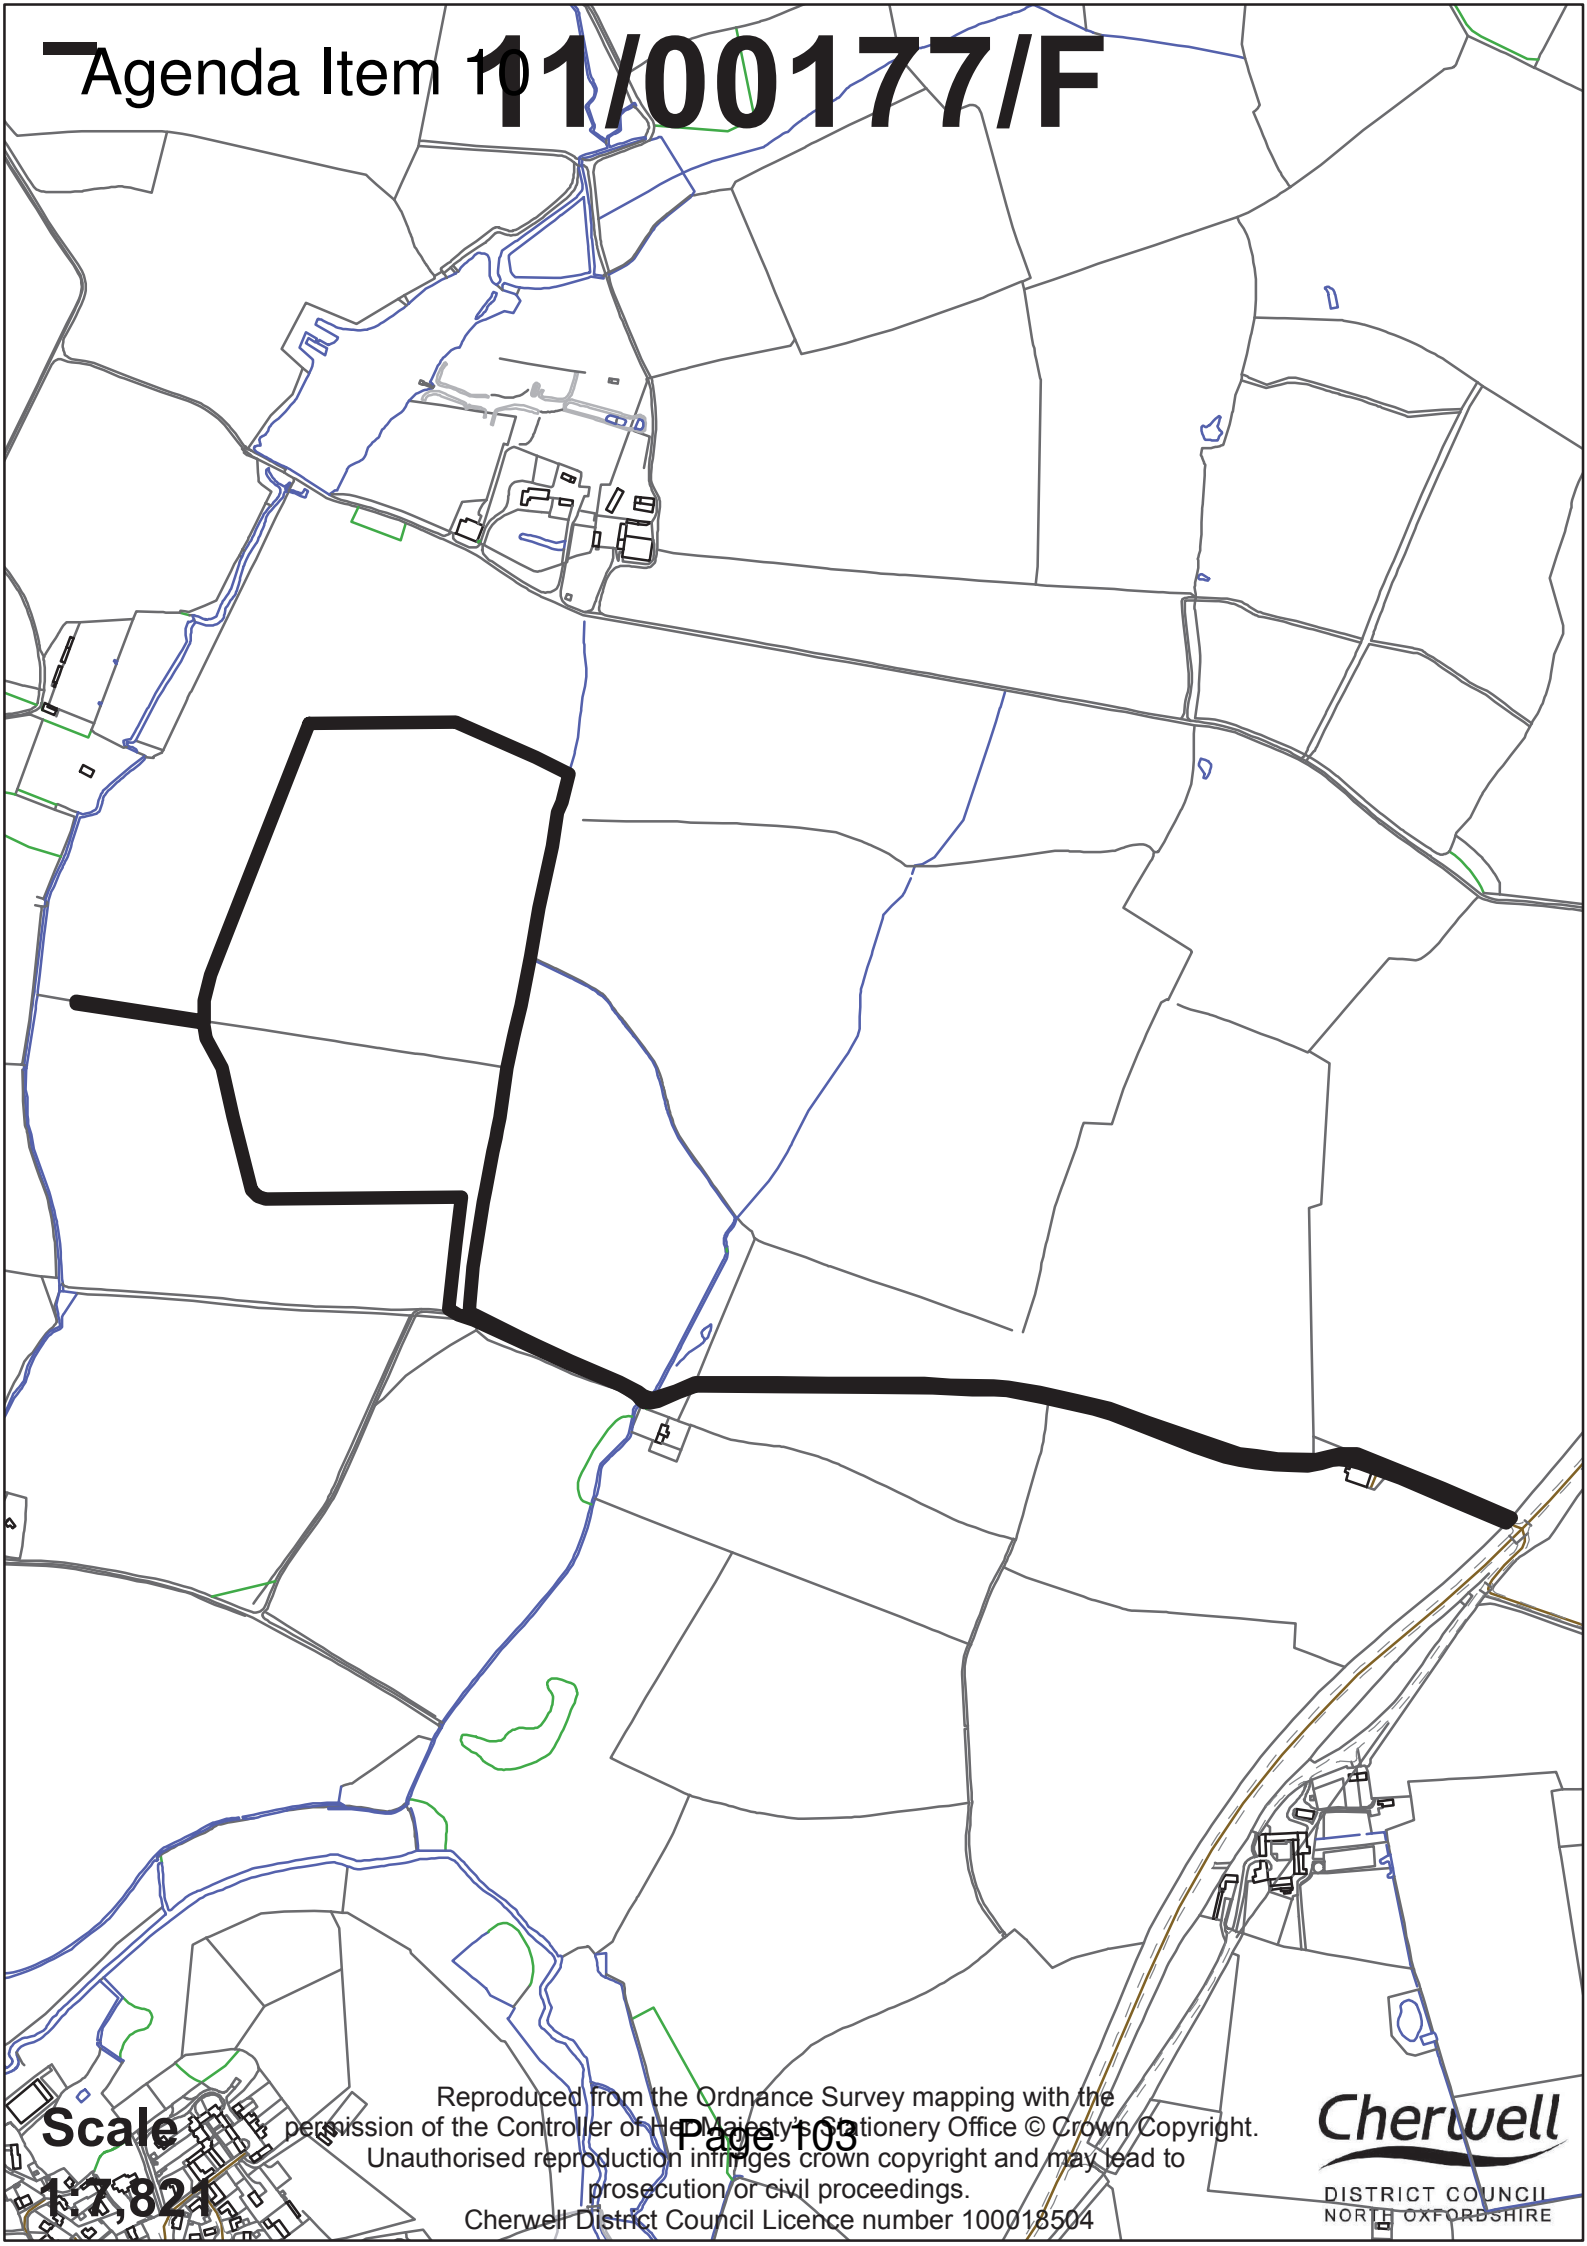 Agenda Item 10
11/00177/F
Reproduced from the Ordnance Survey mapping with the
permission of the Controller of Her Majesty's Stationery Office © Crown Copyright.
Page 103
Unauthorised reproduction infringes crown copyright and may lead to
prosecution or civil proceedings.
Cherwell District Council Licence number 100018504
Scale
1:7,821
Cherwell
DISTRICT COUNCIL
NORTH OXFORDSHIRE